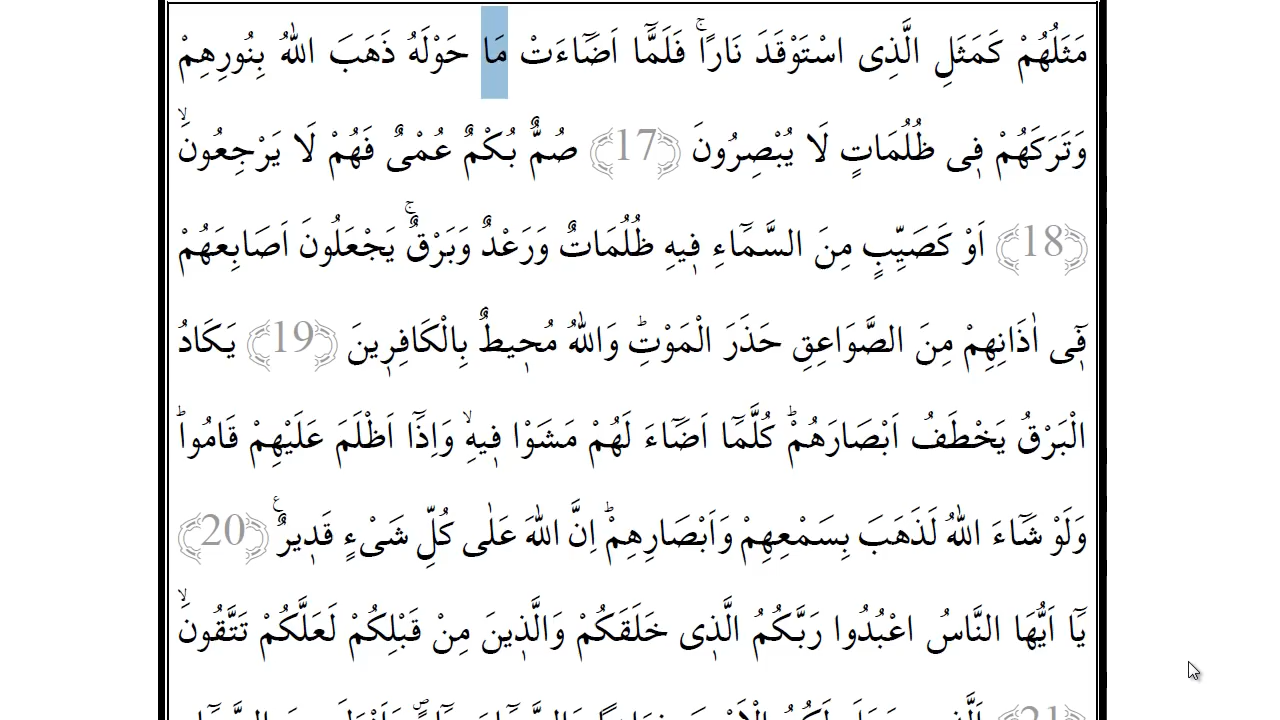 مَثَلُهُمْ كَمَثَلِ الَّذِى اسْتَوْقَدَ نَارًاۚ فَلَمَّٓا اَضَٓاءَتْ مَا حَوْلَهُ ذَهَبَ اللّٰهُ بِنُورِهِمْ
وَتَرَكَهُمْ فٖى ظُلُمَاتٍ لَا يُبْصِرُونَ ﴿17﴾ صُمٌّ بُكْمٌ عُمْىٌ فَهُمْ لَا يَرْجِعُونَۙ
﴿18﴾ اَوْ كَصَيِّبٍ مِنَ السَّمَٓاءِ فٖيهِ ظُلُمَاتٌ وَرَعْدٌ وَبَرْقٌۚ يَجْعَلُونَ اَصَابِعَهُمْ
فٖٓى اٰذَانِهِمْ مِنَ الصَّوَاعِقِ حَذَرَ الْمَوْتِؕ وَاللّٰهُ مُحٖيطٌ بِالْكَافِرٖينَ ﴿19﴾ يَكَادُ
الْبَرْقُ يَخْطَفُ اَبْصَارَهُمْؕ كُلَّمَٓا اَضَٓاءَ لَهُمْ مَشَوْا فٖيهِۙ وَاِذَٓا اَظْلَمَ عَلَيْهِمْ قَامُواؕ
وَلَوْ شَٓاءَ اللّٰهُ لَذَهَبَ بِسَمْعِهِمْ وَاَبْصَارِهِمْؕ اِنَّ اللّٰهَ عَلٰى كُلِّ شَىْءٍ قَدٖيرٌࣖ ﴿20﴾
يَٓا اَيُّهَا النَّاسُ اعْبُدُوا رَبَّكُمُ الَّذٖى خَلَقَكُمْ وَالَّذٖينَ مِنْ قَبْلِكُمْ لَعَلَّكُمْ تَتَّقُونَۙ